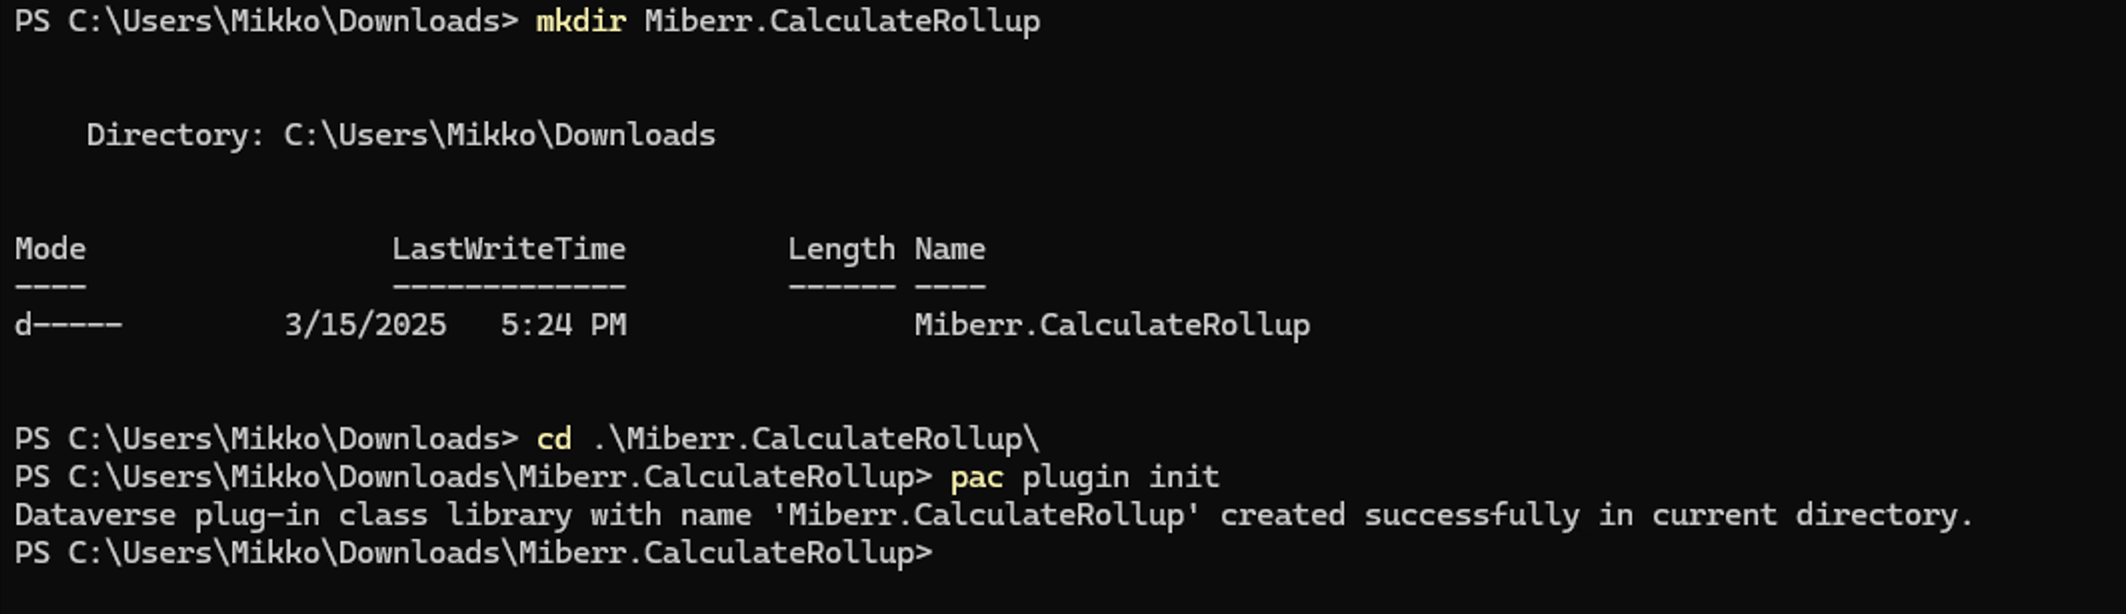 PS C:\Users\Mikko\Downloads> mkdir Miberr.CalculateRollup
Directory: C:\Users\Mikko\Downloads
Mode                 LastWriteTime         Length Name
----                 -------------         ------ ----
d-----         3/15/2025   5:24 PM                Miberr.CalculateRollup
PS C:\Users\Mikko\Downloads> cd .\Miberr.CalculateRollup\
PS C:\Users\Mikko\Downloads\Miberr.CalculateRollup> pac plugin init
Dataverse plug-in class library with name 'Miberr.CalculateRollup' created successfully in current directory.
PS C:\Users\Mikko\Downloads\Miberr.CalculateRollup>